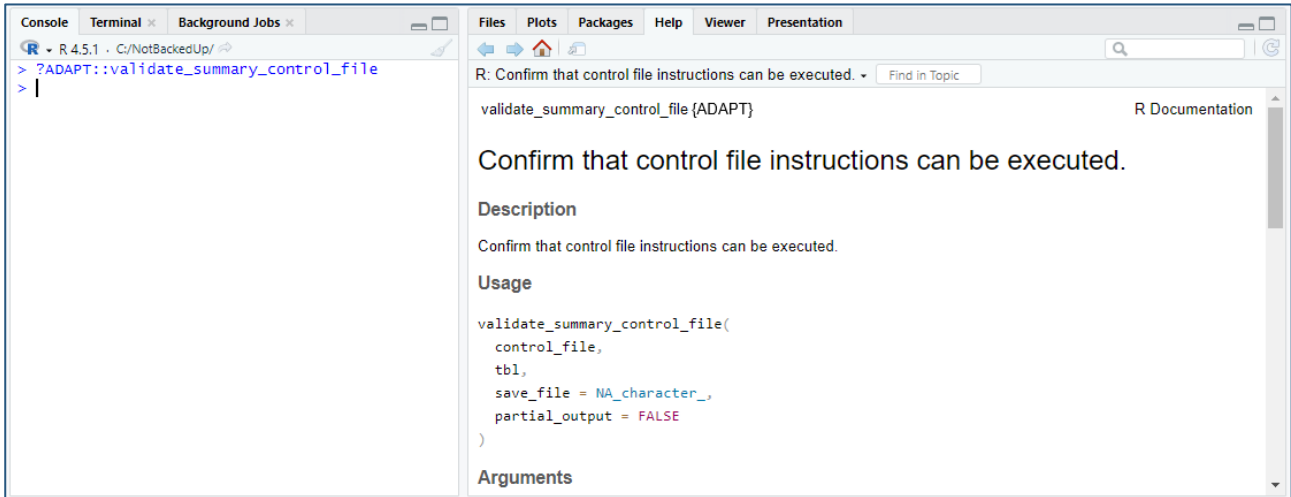 Console Terminal × Background Jobs ×
R 4.5.1 · C:/NotBackedUp/
> ?ADAPT::validate_summary_control_file
>
Files Plots Packages Help Viewer Presentation
R: Confirm that control file instructions can be executed. Find in Topic
validate_summary_control_file {ADAPT} R Documentation
Confirm that control file instructions can be executed.
Description
Confirm that control file instructions can be executed.
Usage
validate_summary_control_file(
  control_file,
  tbl,
  save_file = NA_character_,
  partial_output = FALSE
)
Arguments